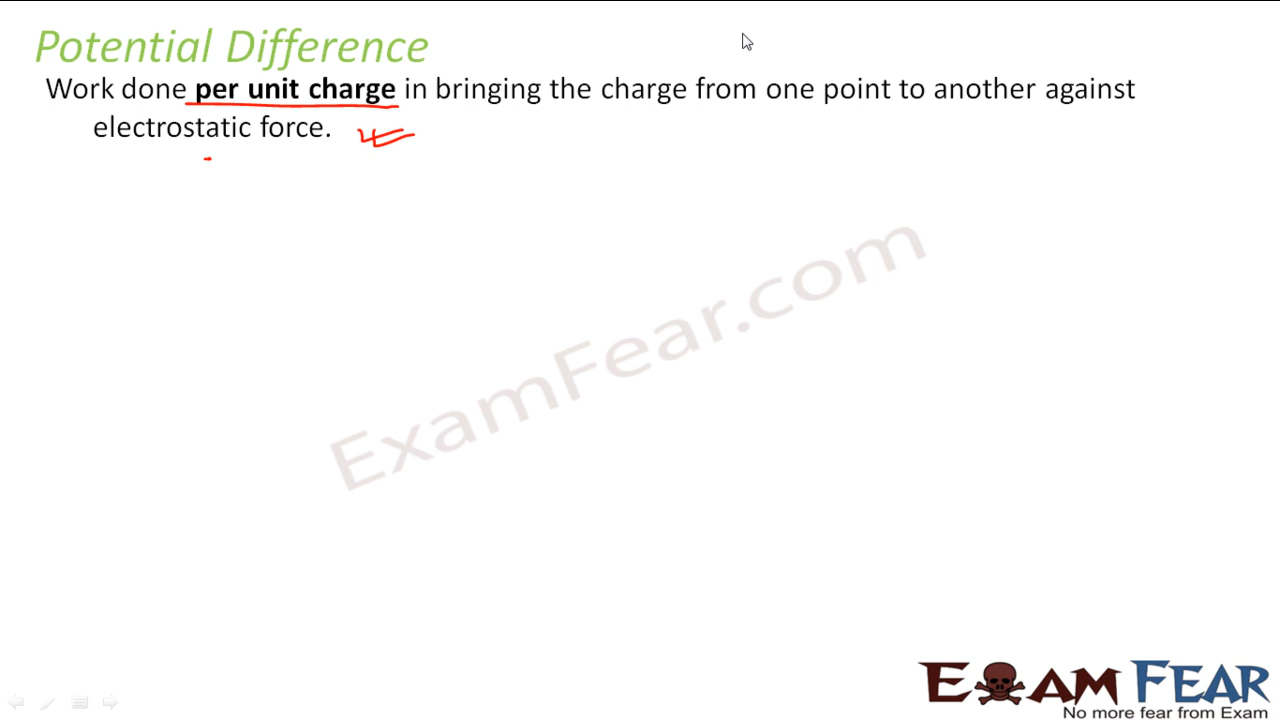 Potential Difference
Work done per unit charge in bringing the charge from one point to another against
electrostatic force.
ExamFear.com
EXAM FEAR
No more fear from Exam